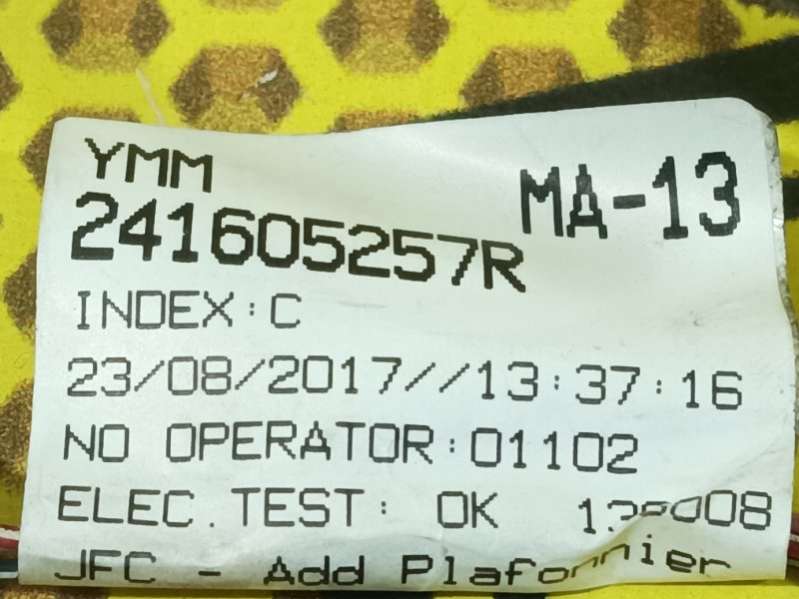 YMM
MA-13
241605257R
INDEX:C
23/08/2017//13:37:16
NO OPERATOR:01102
ELEC.TEST: OK
JFC - Add Plafonnier